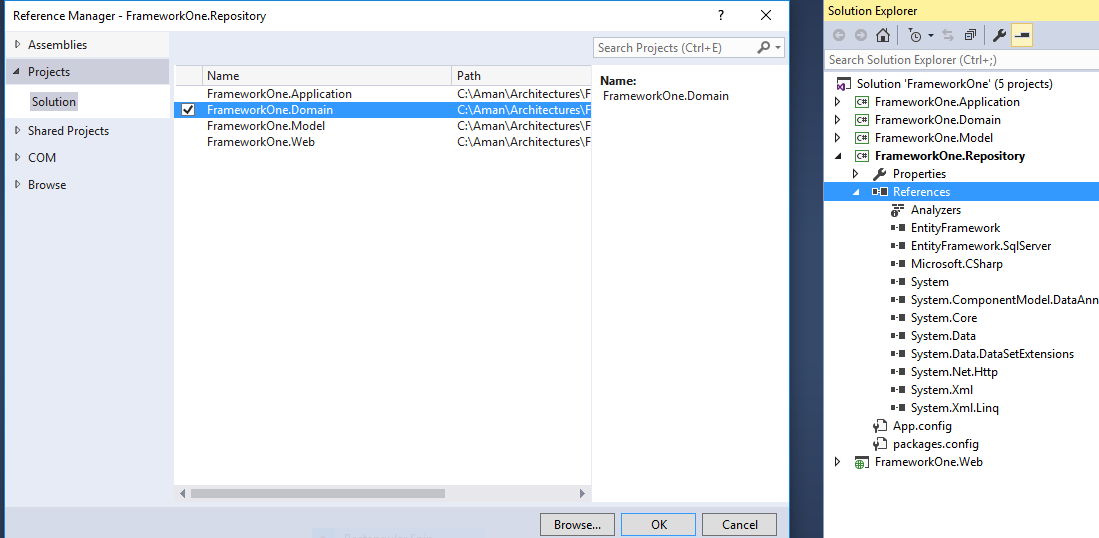 Reference Manager - FrameworkOne.Repository
?
Assemblies
Projects
Solution
Shared Projects
COM
Browse
Search Projects (Ctrl+E)
Name Path
FrameworkOne.Application C:\Aman\Architectures\F
FrameworkOne.Domain C:\Aman\Architectures\F
FrameworkOne.Model C:\Aman\Architectures\F
FrameworkOne.Web C:\Aman\Architectures\F
Name:
FrameworkOne.Domain
Browse... OK Cancel
Solution Explorer
Search Solution Explorer (Ctrl+;)
Solution 'FrameworkOne' (5 projects)
C# FrameworkOne.Application
C# FrameworkOne.Domain
C# FrameworkOne.Model
C# FrameworkOne.Repository
Properties
References
Analyzers
EntityFramework
EntityFramework.SqlServer
Microsoft.CSharp
System
System.ComponentModel.DataAnn
System.Core
System.Data
System.Data.DataSetExtensions
System.Net.Http
System.Xml
System.Xml.Linq
App.config
packages.config
FrameworkOne.Web